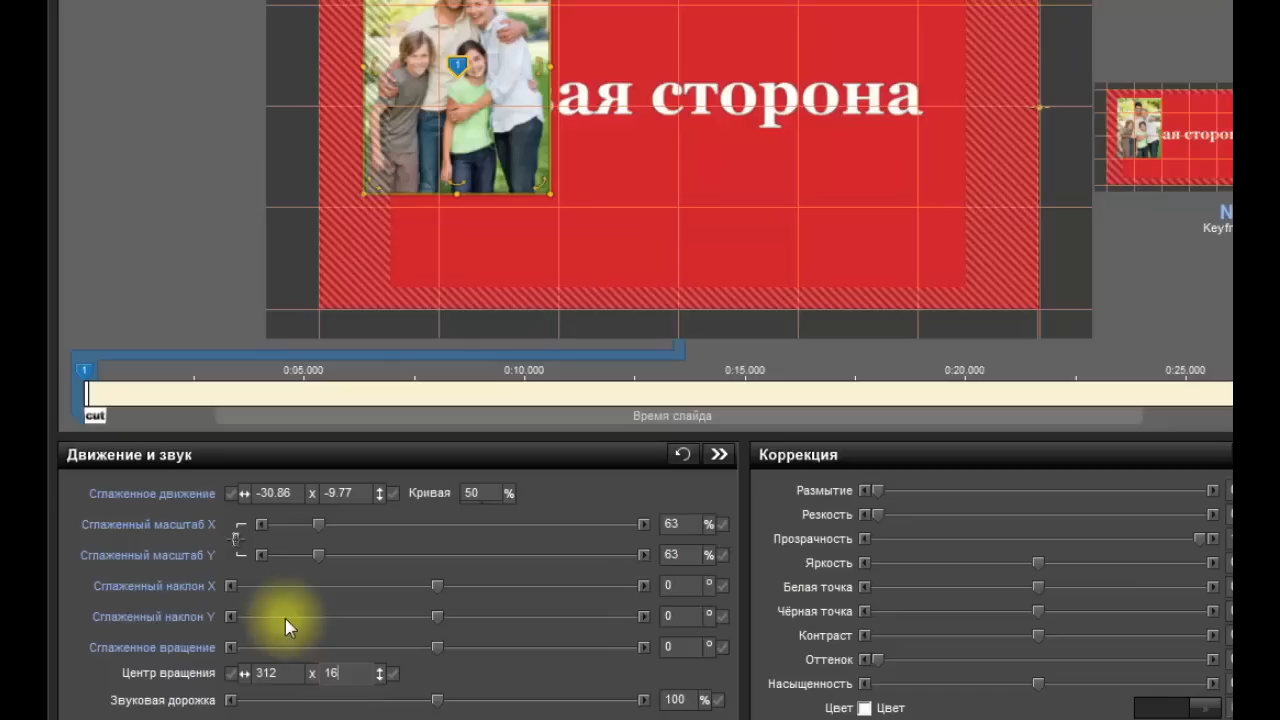 1
ая сторона
ая сторон
N
Keyfr
1
0:05.000 0:10.000 0:15.000 0:20.000 0:25.000
cut
Время слайда
Движение и звук
Сглаженное движение -30.86 x -9.77 Кривая 50 %
Сглаженный масштаб X 63 %
Сглаженный масштаб Y 63 %
Сглаженный наклон X 0 °
Сглаженный наклон Y 0 °
Сглаженное вращение 0 °
Центр вращения 312 x 16
Звуковая дорожка 100 %
Коррекция
Размытие
Резкость
Прозрачность
Яркость
Белая точка
Чёрная точка
Контраст
Оттенок
Насыщенность
Цвет Цвет